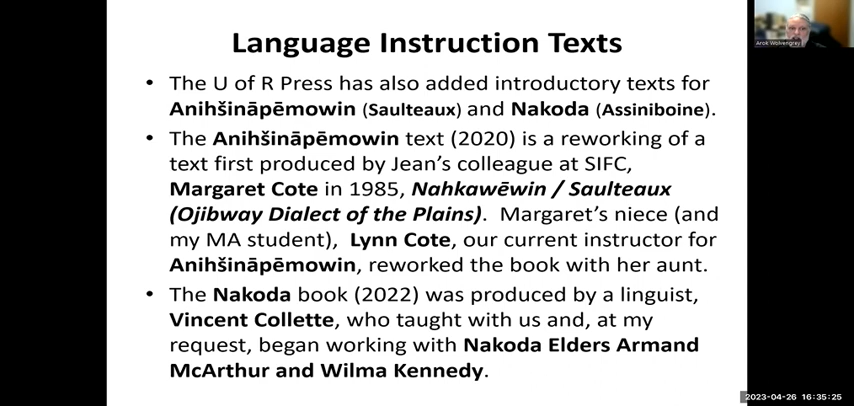 Language Instruction Texts
• The U of R Press has also added introductory texts for
Anihšināpēmowin (Saulteaux) and Nakoda (Assiniboine).
• The Anihšināpēmowin text (2020) is a reworking of a
text first produced by Jean’s colleague at SIFC,
Margaret Cote in 1985, Nahkawēwin / Saulteaux
(Ojibway Dialect of the Plains). Margaret’s niece (and
my MA student), Lynn Cote, our current instructor for
Anihšināpēmowin, reworked the book with her aunt.
• The Nakoda book (2022) was produced by a linguist,
Vincent Collette, who taught with us and, at my
request, began working with Nakoda Elders Armand
McArthur and Wilma Kennedy.
Arok Wolvengrey
2023-04-26 16:35:25